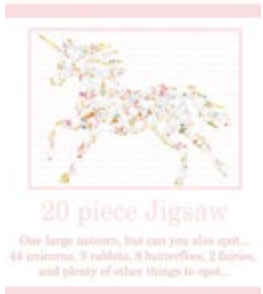 20 piece Jigsaw
One large unicorn, but can you also spot...
44 unicorns, 3 rabbits, 8 butterflies, 2 fairies,
and plenty of other things to spot...